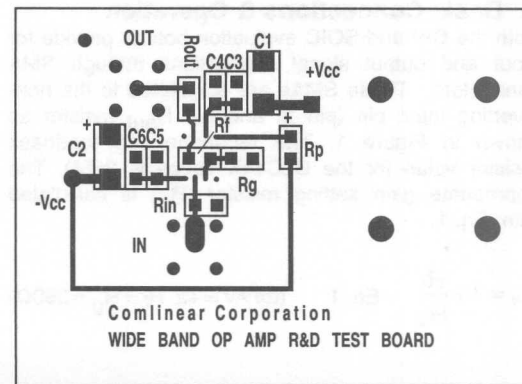 OUT
Rout
C4C3
C1
+Vcc
+
+
Rf
C6C5
C2
Rp
Rg
-Vcc
Rin
IN
Comlinear Corporation
WIDE BAND OP AMP R&D TEST BOARD